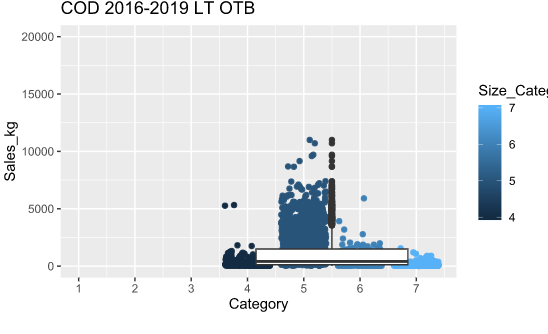 COD 2016-2019 LT OTB
20000
15000
10000
5000
0
Sales_kg
1 2 3 4 5 6 7
Category
Size_Categ
7
6
5
4